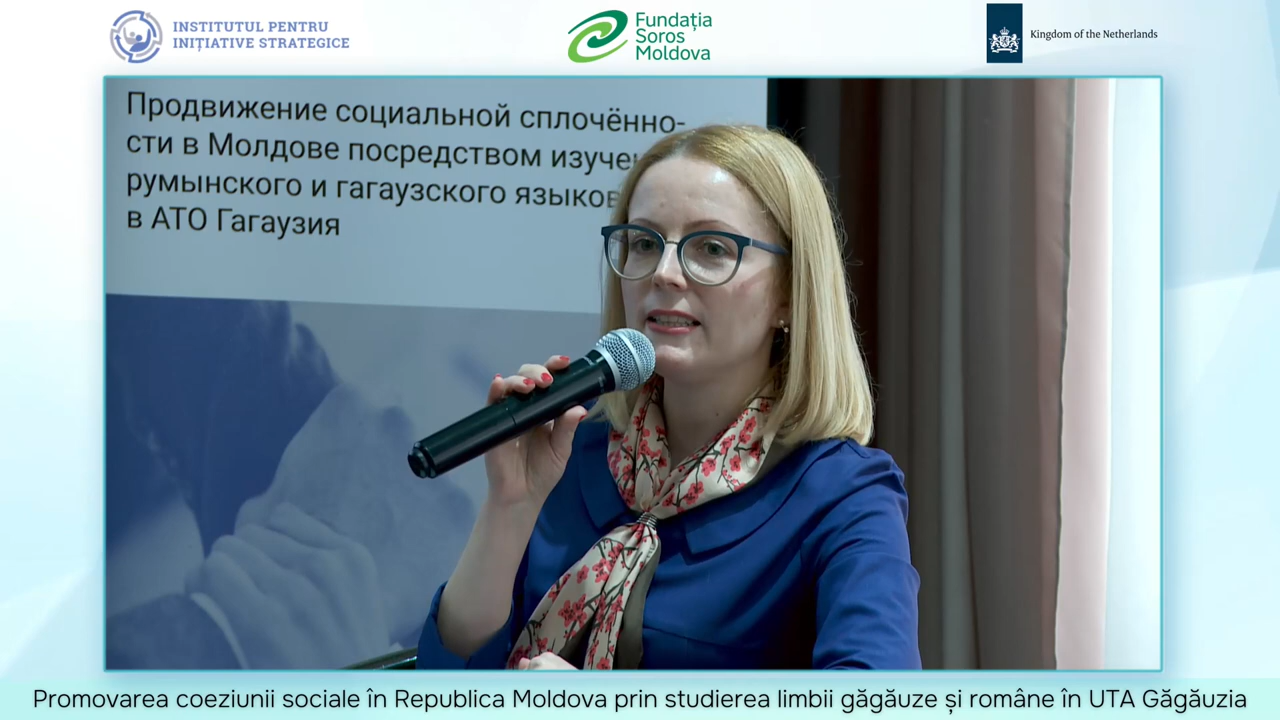 INSTITUTUL PENTRU
INIȚIATIVE STRATEGICE
Fundația
Soros
Moldova
Kingdom of the Netherlands
Продвижение социальной сплочённо-
сти в Молдове посредством
румынского и гагаузского языков
в АТО Гагаузия
Promovarea coeziunii sociale în Republica Moldova prin studierea limbii găgăuze și române în UTA Găgăuzia